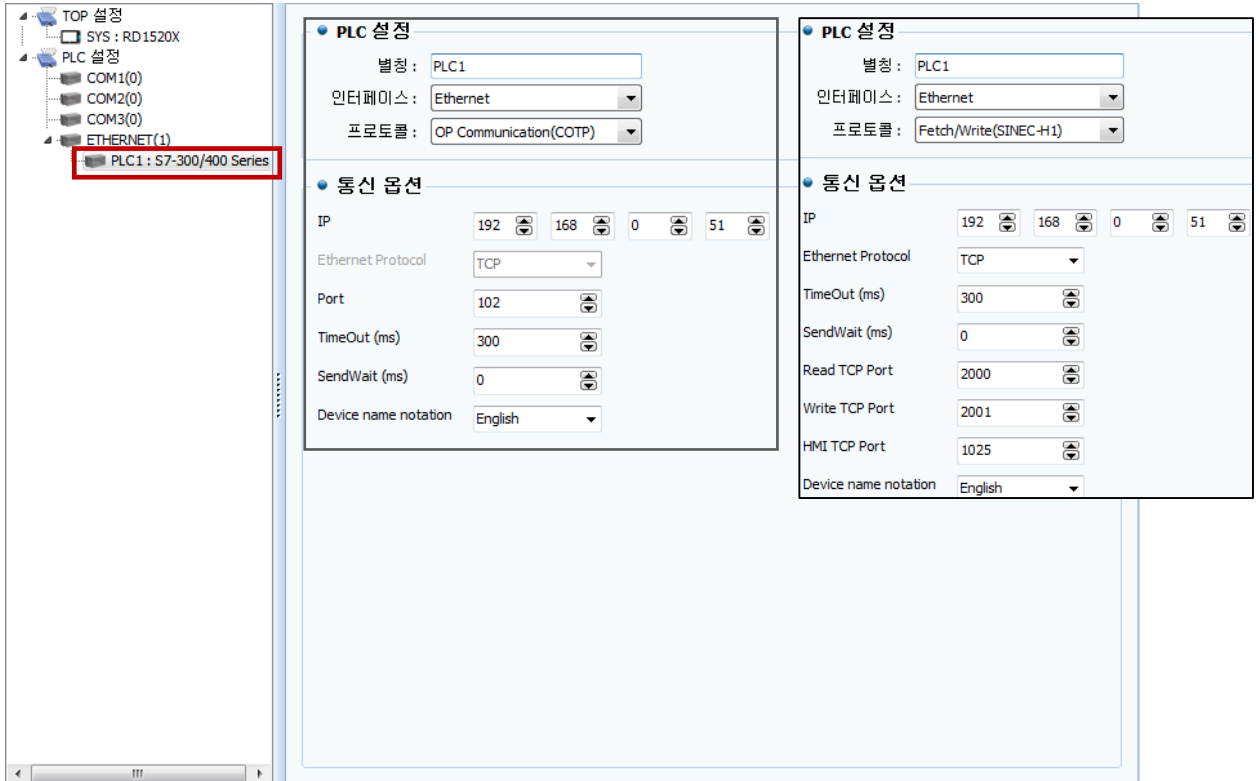 TOP 설정
SYS : RD1520X
PLC 설정
COM1(0)
COM2(0)
COM3(0)
ETHERNET(1)
PLC1 : S7-300/400 Series
PLC 설정
별칭 : PLC1
인터페이스 : Ethernet
프로토콜 : OP Communication(COTP)
통신 옵션
IP 192 168 0 51
Ethernet Protocol TCP
Port 102
TimeOut (ms) 300
SendWait (ms) 0
Device name notation English
PLC 설정
별칭 : PLC1
인터페이스 : Ethernet
프로토콜 : Fetch/Write(SINEC-H1)
통신 옵션
IP 192 168 0 51
Ethernet Protocol TCP
TimeOut (ms) 300
SendWait (ms) 0
Read TCP Port 2000
Write TCP Port 2001
HMI TCP Port 1025
Device name notation English